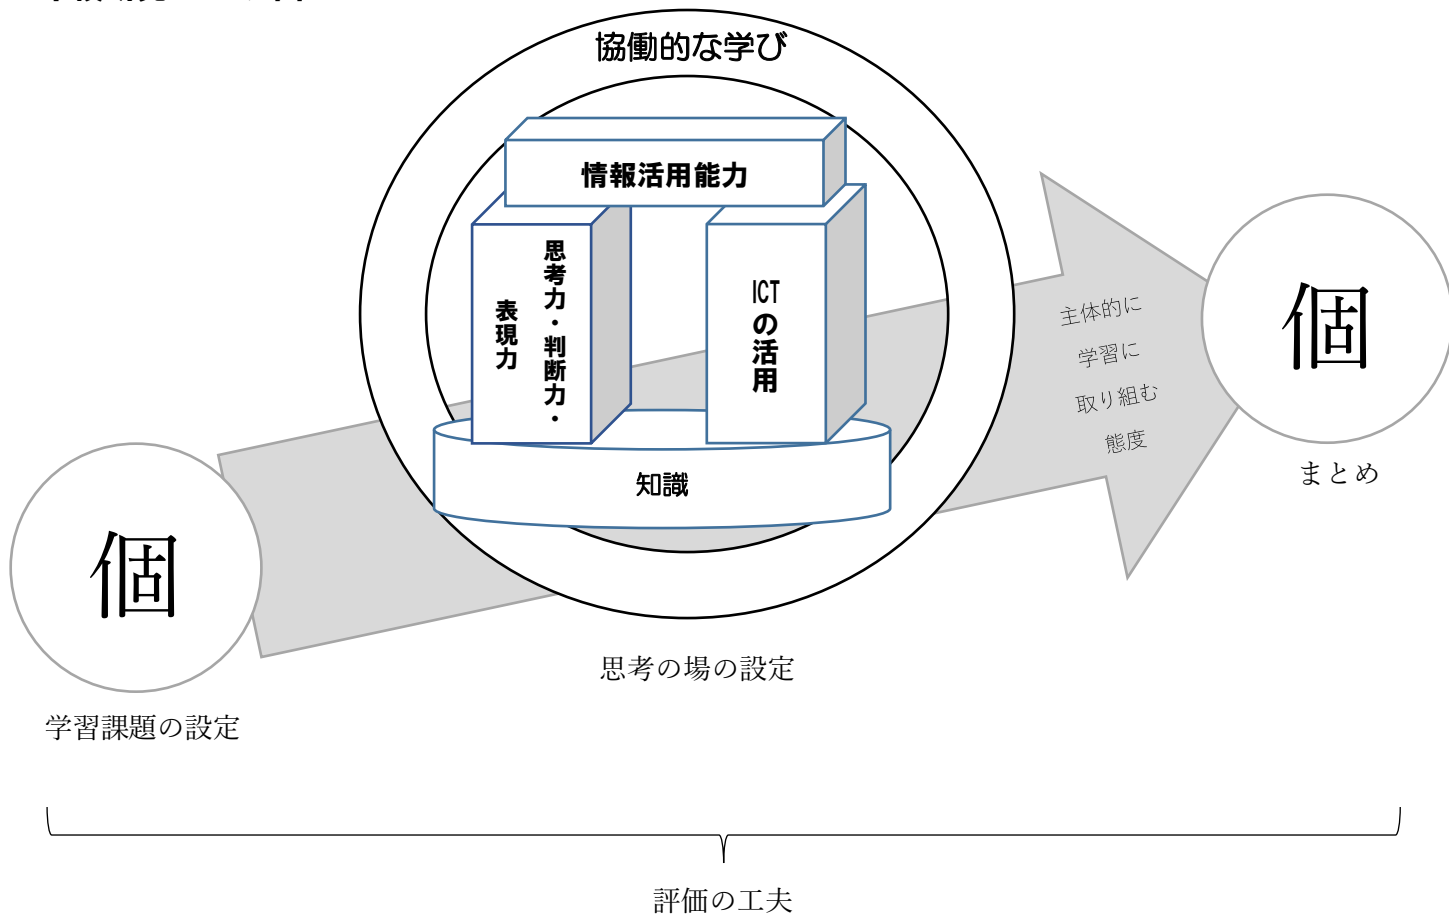 協働的な学び
情報活用能力
思考力・判断力・
表現力
ICT
の活用
知識
主体的に
学習に
取り組む
態度
個
まとめ
個
学習課題の設定
思考の場の設定
評価の工夫